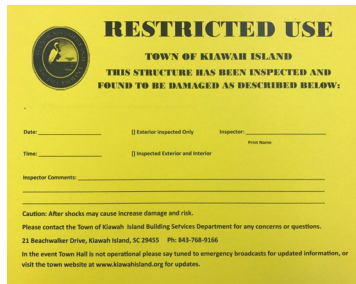 RESTRICTED USE
TOWN OF KIAWAH ISLAND
THIS STRUCTURE HAS BEEN INSPECTED AND
FOUND TO BE DAMAGED AS DESCRIBED BELOW:
Date: [] Exterior Inspected Only Inspector:
Print Name
Time: [] Inspected Exterior and Interior
Inspector Comments:
Caution: After shocks may cause increase damage and risk.
Please contact the Town of Kiawah Island Building Services Department for any concerns or questions.
21 Beachwalker Drive, Kiawah Island, SC 29455 Ph: 843-768-9166
In the event Town Hall is not operational please say tuned to emergency broadcasts for updated information, or
visit the town website at www.kiawahisland.org for updates.